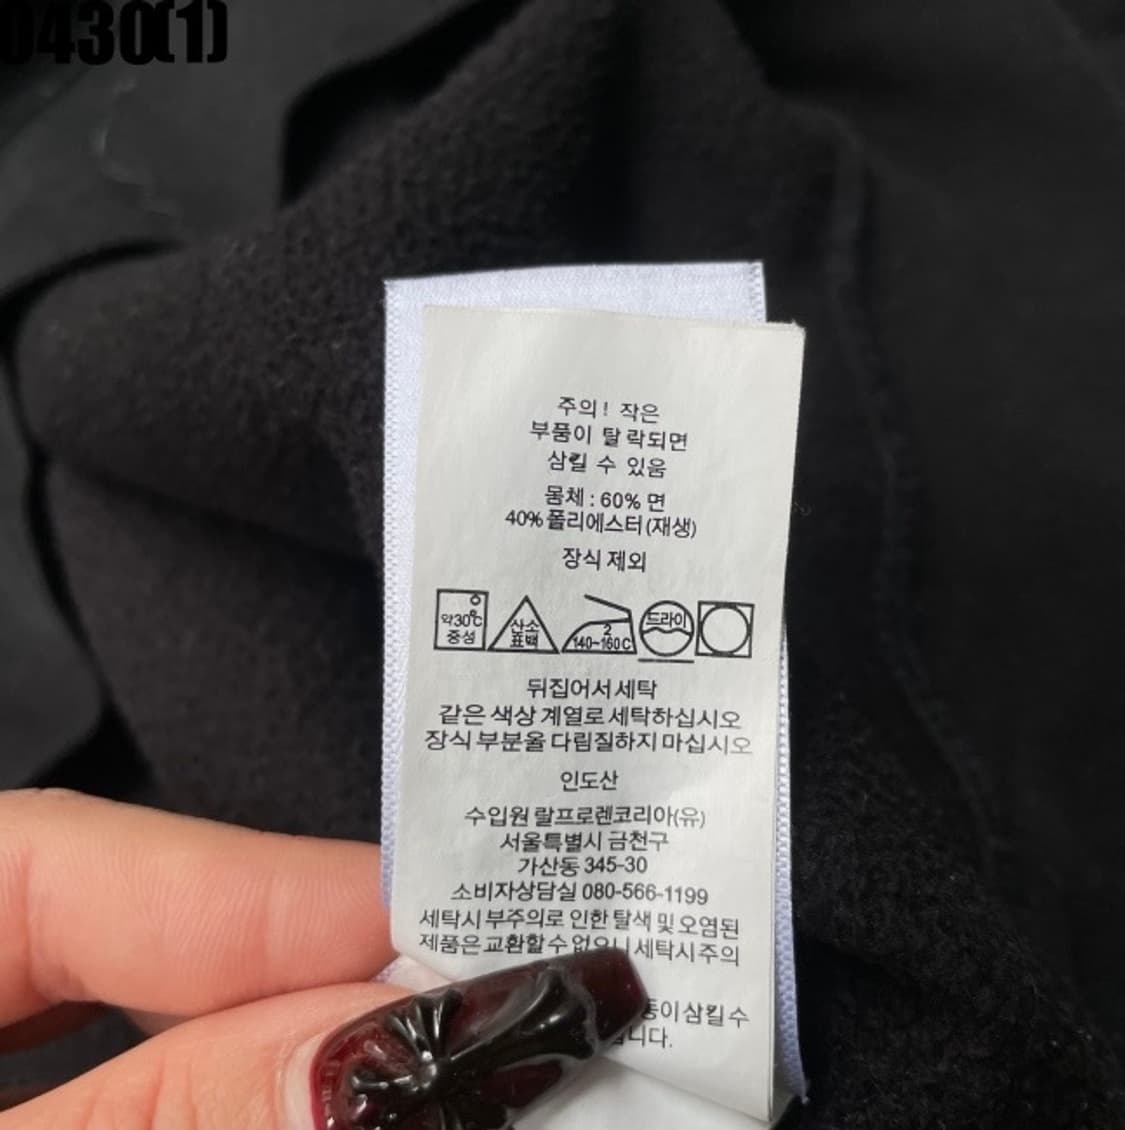 0430(1)
주의! 작은
부품이 탈 락되면
삼킬 수 있움
몸체 : 60% 면
40% 폴리에스터(재생)
장식 제외
약30℃
중성
산소
표백
2
140~160C
드라이
뒤집어서세탁
같은 색상 계열로 세탁하십시오
장식 부분울 다림질하지 마십시오
인도산
수입원 랄프로렌코리아(유)
서울특별시 금천구
가산동 345-30
소비자상담실 080-566-1199
세탁시 부주의로 인한 탈색 및 오염된
제품은교환할수없으니세탁시주의
삼킬수